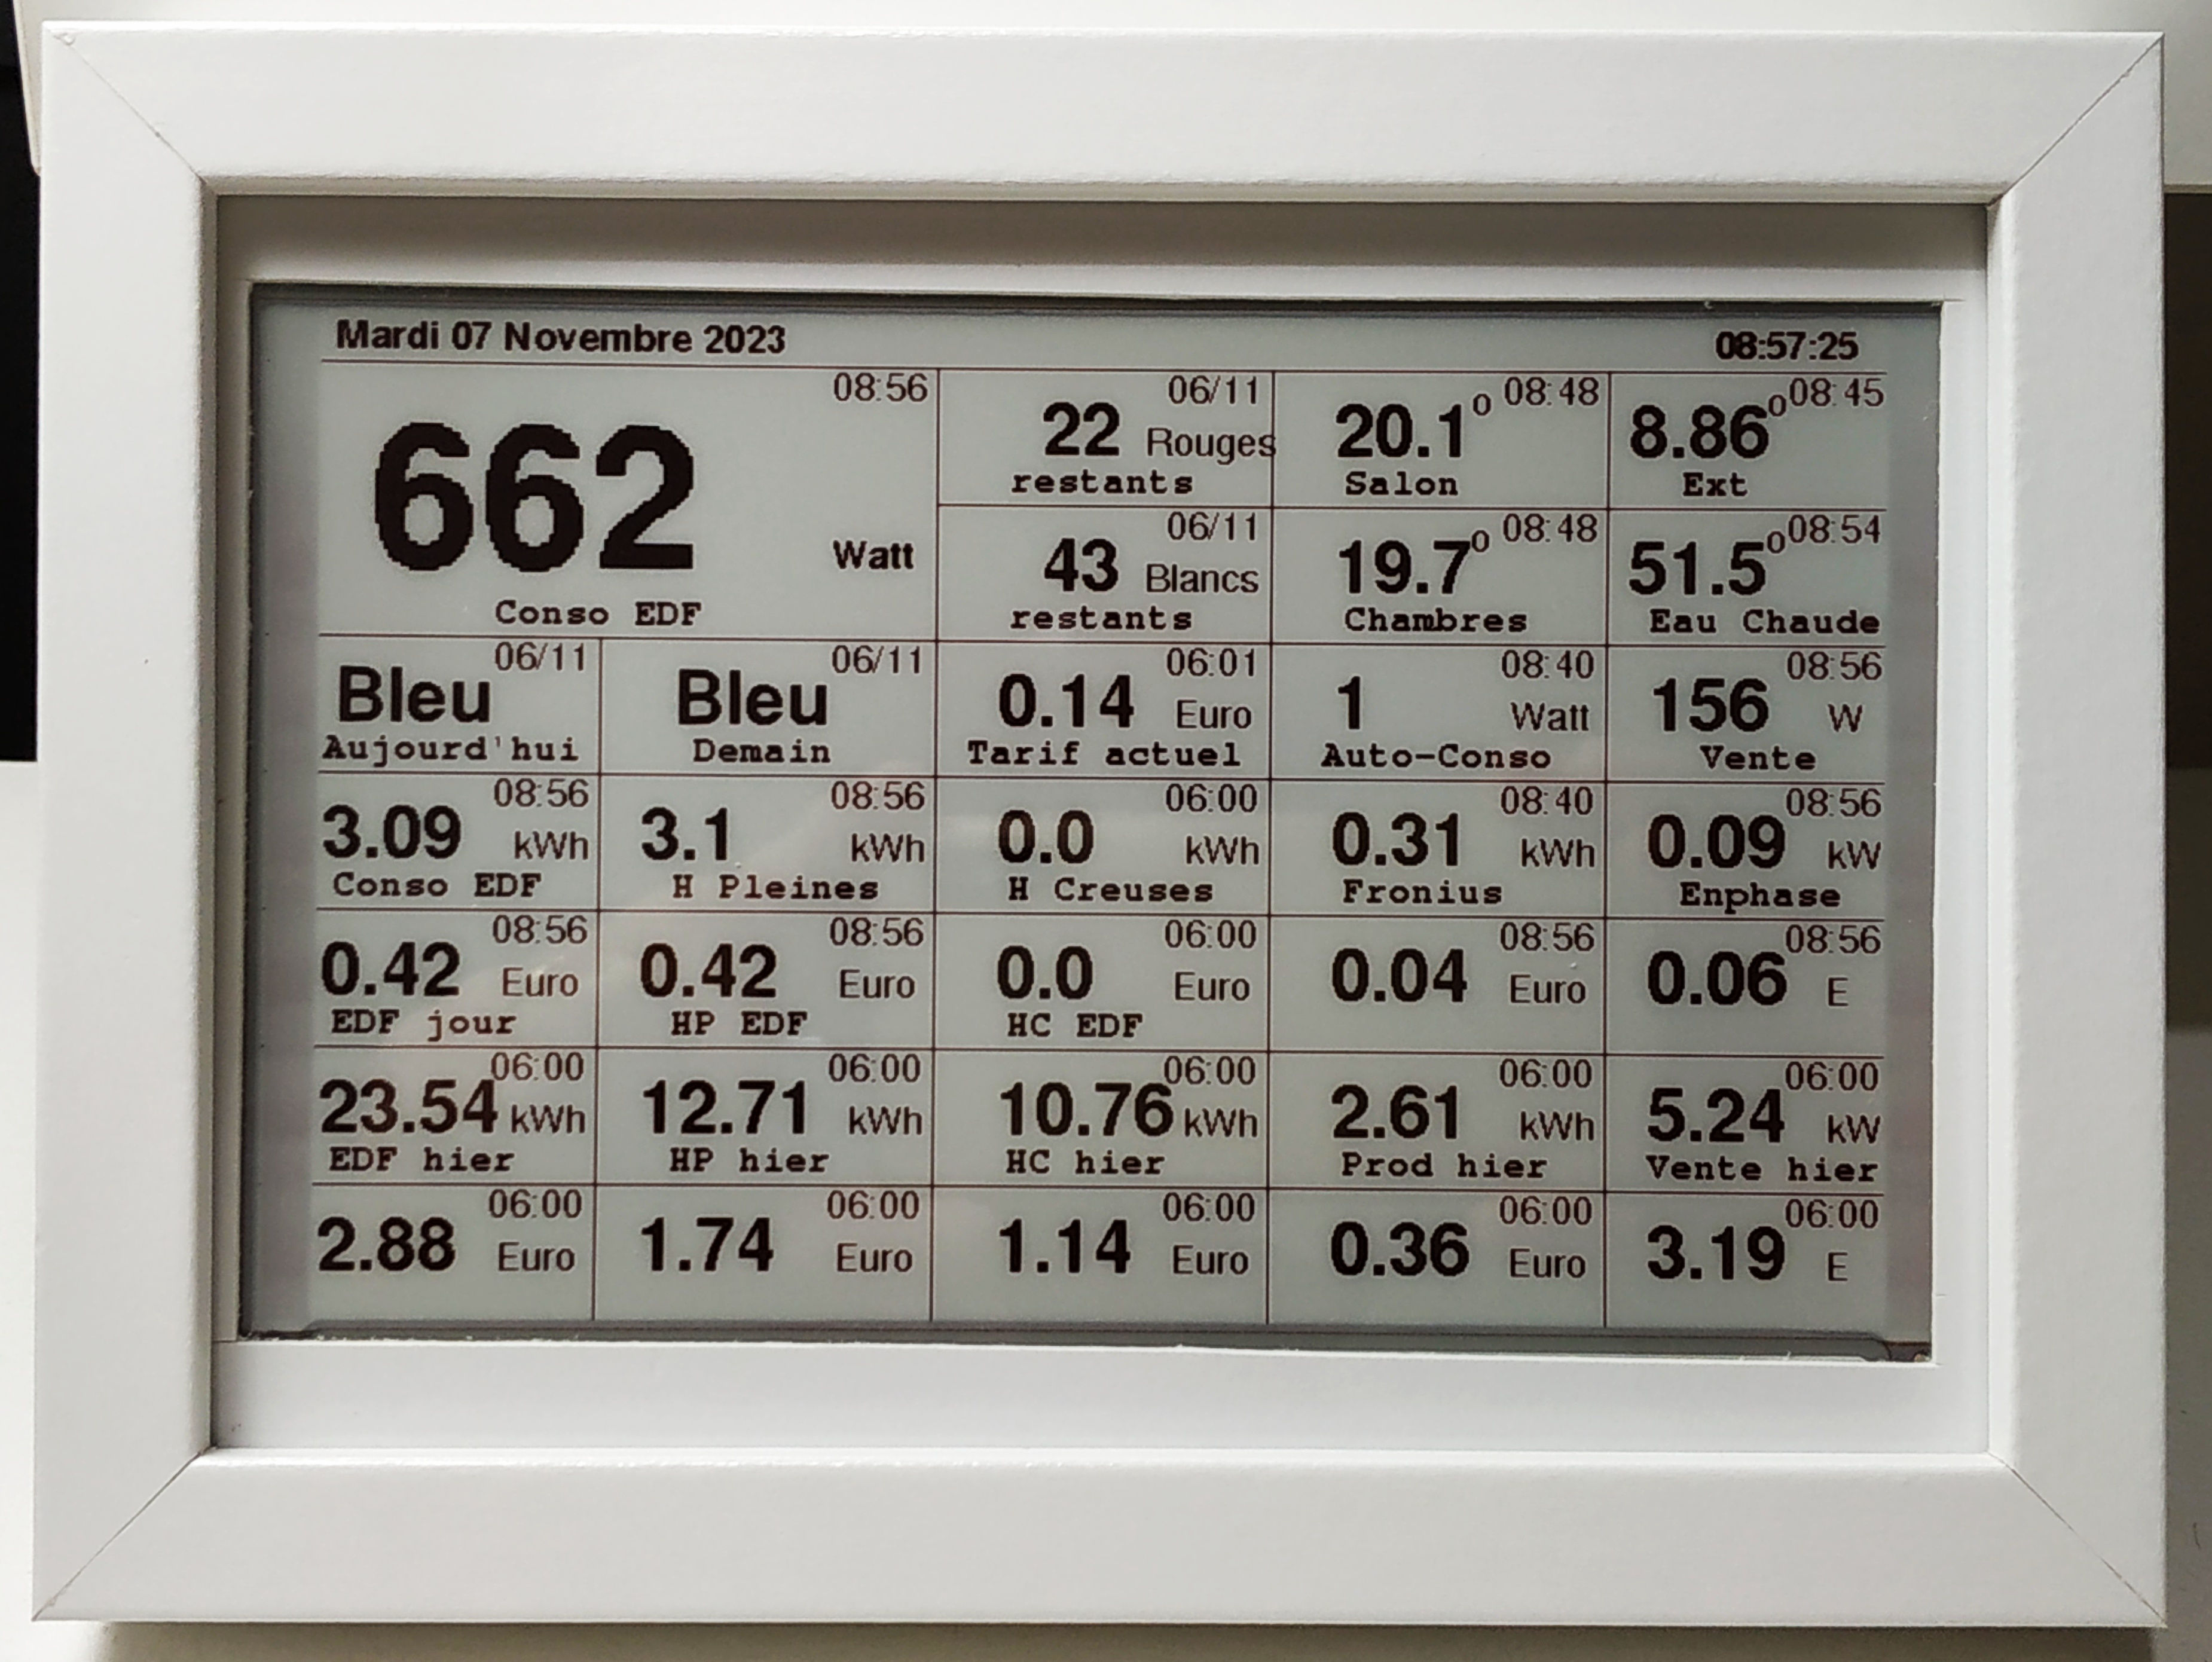 Mardi 07 Novembre 2023 08:57:25
08:56
662 Watt
Conso EDF
06/11
22 Rouges
restants
08:48
20.1°
Salon
08:45
8.86°
Ext
06/11
43 Blancs
restants
08:48
19.7°
Chambres
08:54
51.5°
Eau Chaude
06/11
Bleu
Aujourd'hui
06/11
Bleu
Demain
06:01
0.14 Euro
Tarif actuel
08:40
1 Watt
Auto-Conso
08:56
156 W
Vente
08:56
3.09 kWh
Conso EDF
08:56
3.1 kWh
H Pleines
06:00
0.0 kWh
H Creuses
08:40
0.31 kWh
Fronius
08:56
0.09 kW
Enphase
08:56
0.42 Euro
EDF jour
08:56
0.42 Euro
HP EDF
06:00
0.0 Euro
HC EDF
08:56
0.04 Euro
08:56
0.06 E
06:00
23.54 kWh
EDF hier
06:00
12.71 kWh
HP hier
06:00
10.76 kWh
HC hier
06:00
2.61 kWh
Prod hier
06:00
5.24 kW
Vente hier
06:00
2.88 Euro
06:00
1.74 Euro
06:00
1.14 Euro
06:00
0.36 Euro
06:00
3.19 E